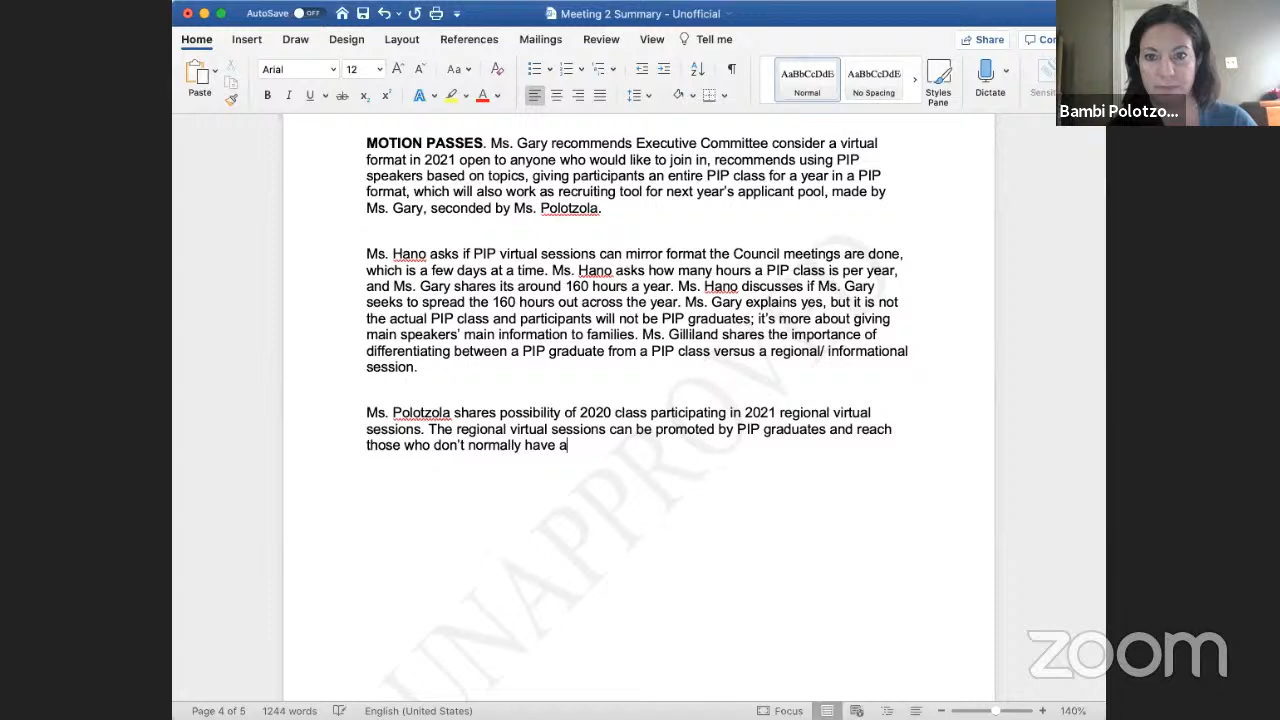 AutoSave OFF Meeting 2 Summary - Unofficial
Home Insert Draw Design Layout References Mailings Review View Tell me Share
Paste Arial 12 Aa AaBbCcDdE AaBbCcDdE Normal No Spacing Styles Pane Dictate
Bambi Polotzo...
MOTION PASSES. Ms. Gary recommends Executive Committee consider a virtual
format in 2021 open to anyone who would like to join in, recommends using PIP
speakers based on topics, giving participants an entire PIP class for a year in a PIP
format, which will also work as recruiting tool for next year's applicant pool, made by
Ms. Gary, seconded by Ms. Polotzola.
Ms. Hano asks if PIP virtual sessions can mirror format the Council meetings are done,
which is a few days at a time. Ms. Hano asks how many hours a PIP class is per year,
and Ms. Gary shares its around 160 hours a year. Ms. Hano discusses if Ms. Gary
seeks to spread the 160 hours out across the year. Ms. Gary explains yes, but it is not
the actual PIP class and participants will not be PIP graduates; it's more about giving
main speakers' main information to families. Ms. Gilliland shares the importance of
differentiating between a PIP graduate from a PIP class versus a regional/ informational
session.
Ms. Polotzola shares possibility of 2020 class participating in 2021 regional virtual
sessions. The regional virtual sessions can be promoted by PIP graduates and reach
those who don't normally have a
UNAPPROVED
zoom
Page 4 of 5 1244 words English (United States) Focus 140%